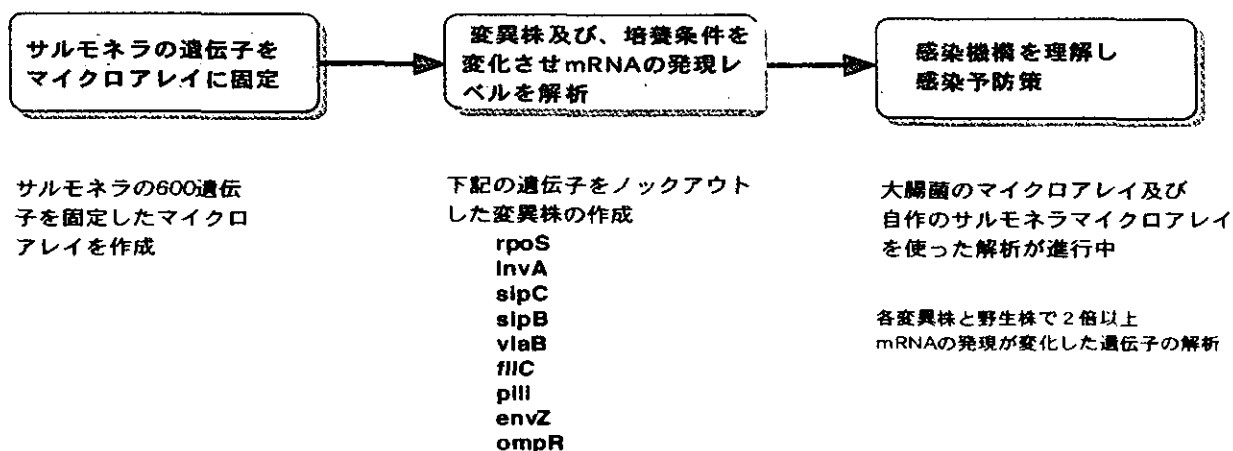 サルモネラの遺伝子を
マイクロアレイに固定
変異株及び、培養条件を
変化させmRNAの発現レ
ベルを解析
感染機構を理解し
感染予防策
サルモネラの600遺伝
子を固定したマイクロ
アレイを作成
下記の遺伝子をノックアウト
した変異株の作成
rpoS
invA
sipC
sipB
viaB
fliC
pili
envZ
ompR
大腸菌のマイクロアレイ及び
自作のサルモネラマイクロアレイ
を使った解析が進行中
各変異株と野生株で２倍以上
mRNAの発現が変化した遺伝子の解析